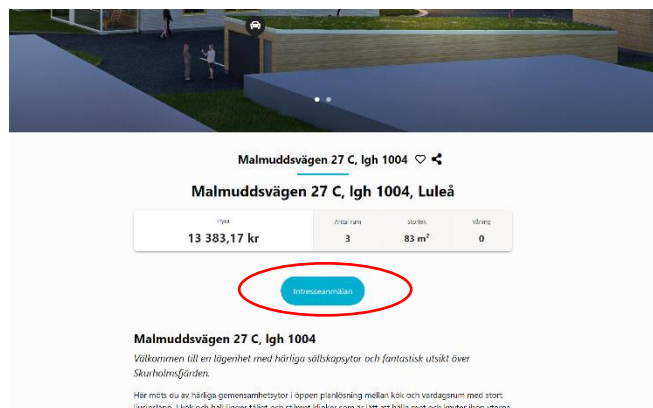 Malmuddsvägen 27 C, lgh 1004
Malmuddsvägen 27 C, lgh 1004, Luleå
Hyra
Antal rum
Storlek
Våning
13 383,17 kr
3
83 m²
0
Intresseanmälan
Malmuddsvägen 27 C, lgh 1004
Välkommen till en lägenhet med härliga sällskapsytor och fantastisk utsikt över
Skurholmsfjärden.
Här möts du av härliga gemensamhetsytor i öppen planlösning mellan kök och vardagsrum med stort